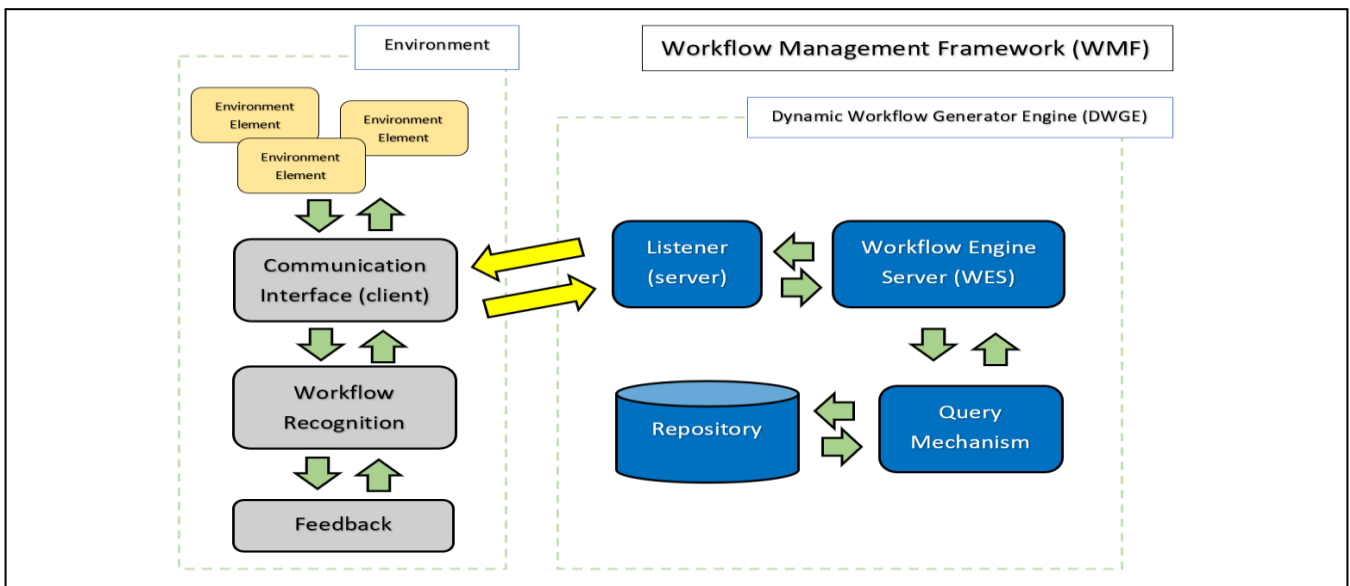 Environment
Workflow Management Framework (WMF)
Dynamic Workflow Generator Engine (DWGE)
Environment
Element
Environment
Element
Environment
Element
Communication
Interface (client)
Listener
(server)
Workflow Engine
Server (WES)
Workflow
Recognition
Repository
Query
Mechanism
Feedback